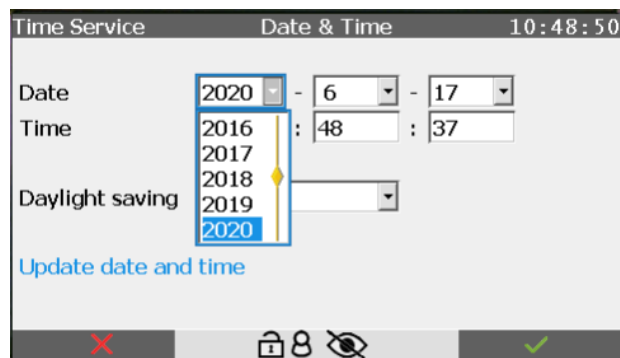 Time Service Date & Time 10:48:50
Date 2020 - 6 - 17
Time : 48 : 37
2016
2017
2018
2019
2020
Daylight saving
Update date and time
8